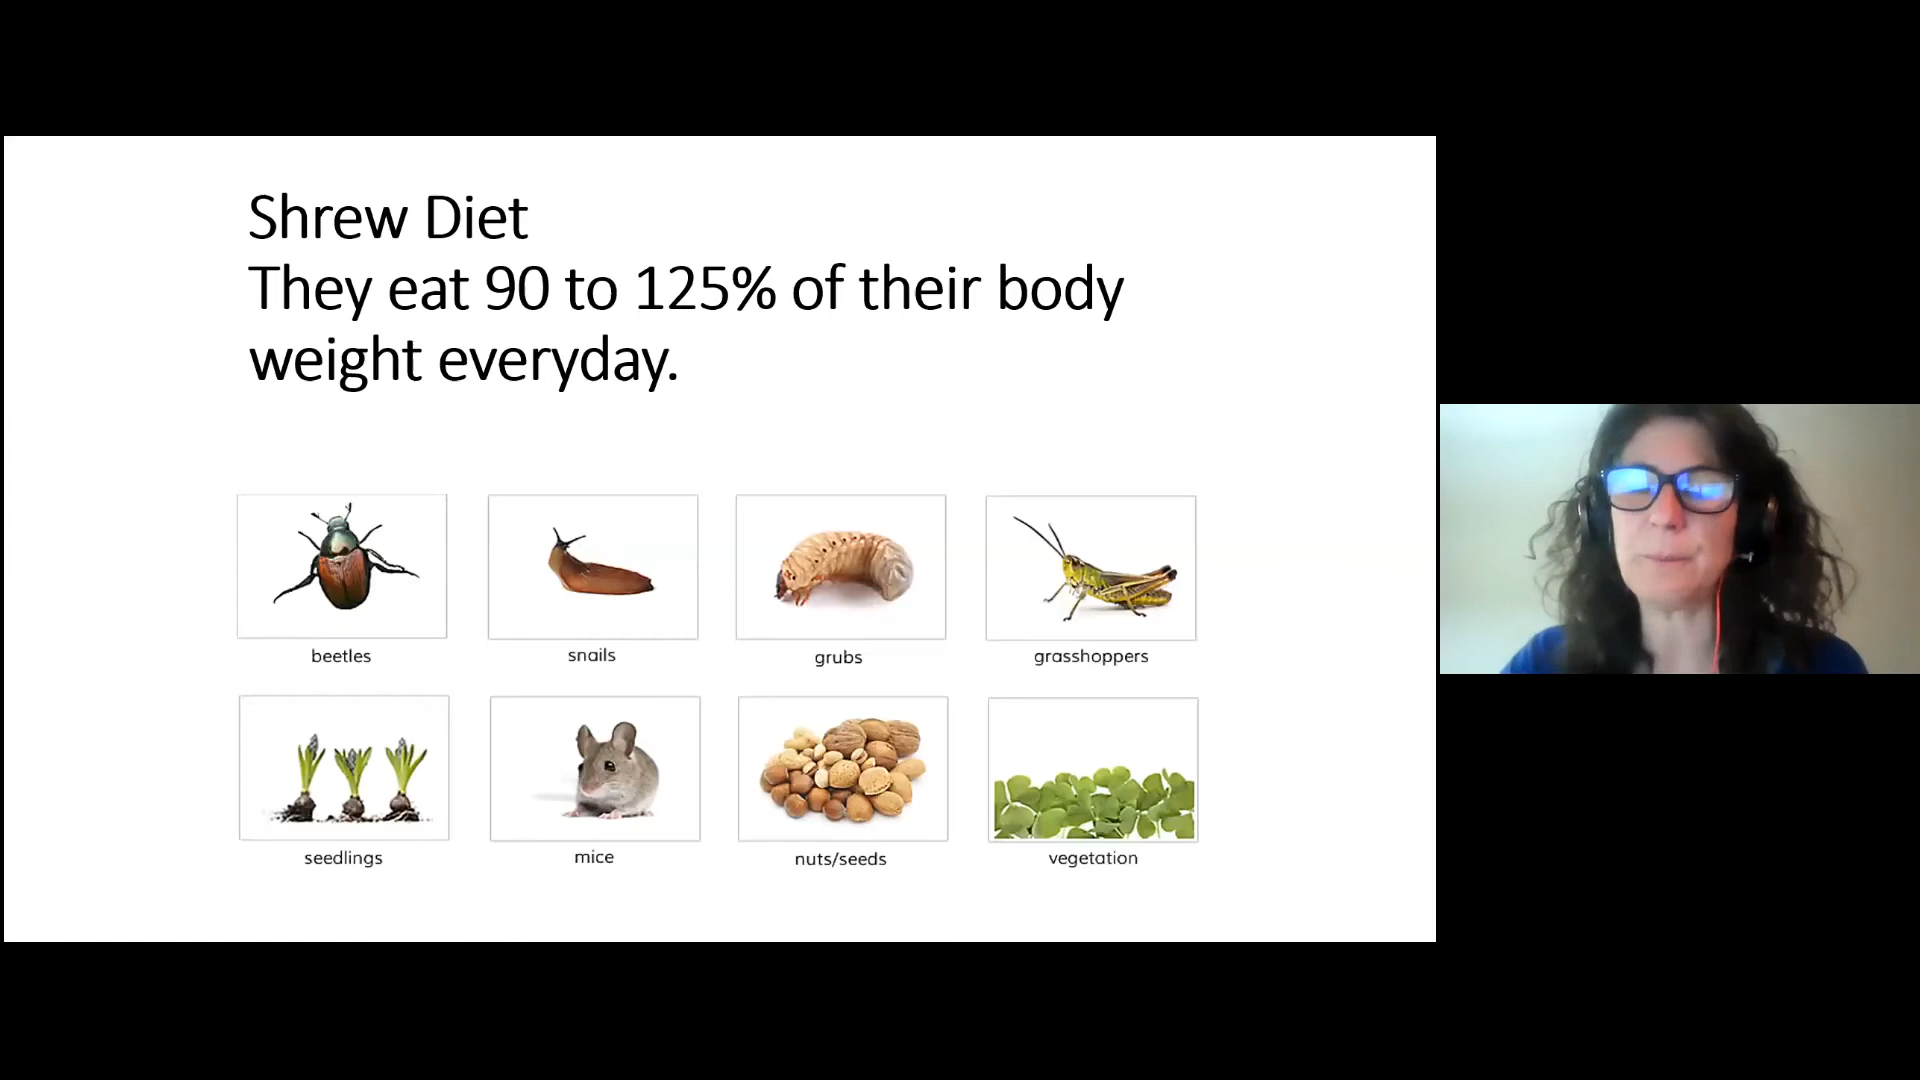 Shrew Diet
They eat 90 to 125% of their body
weight everyday.
beetles
snails
grubs
grasshoppers
seedlings
mice
nuts/seeds
vegetation